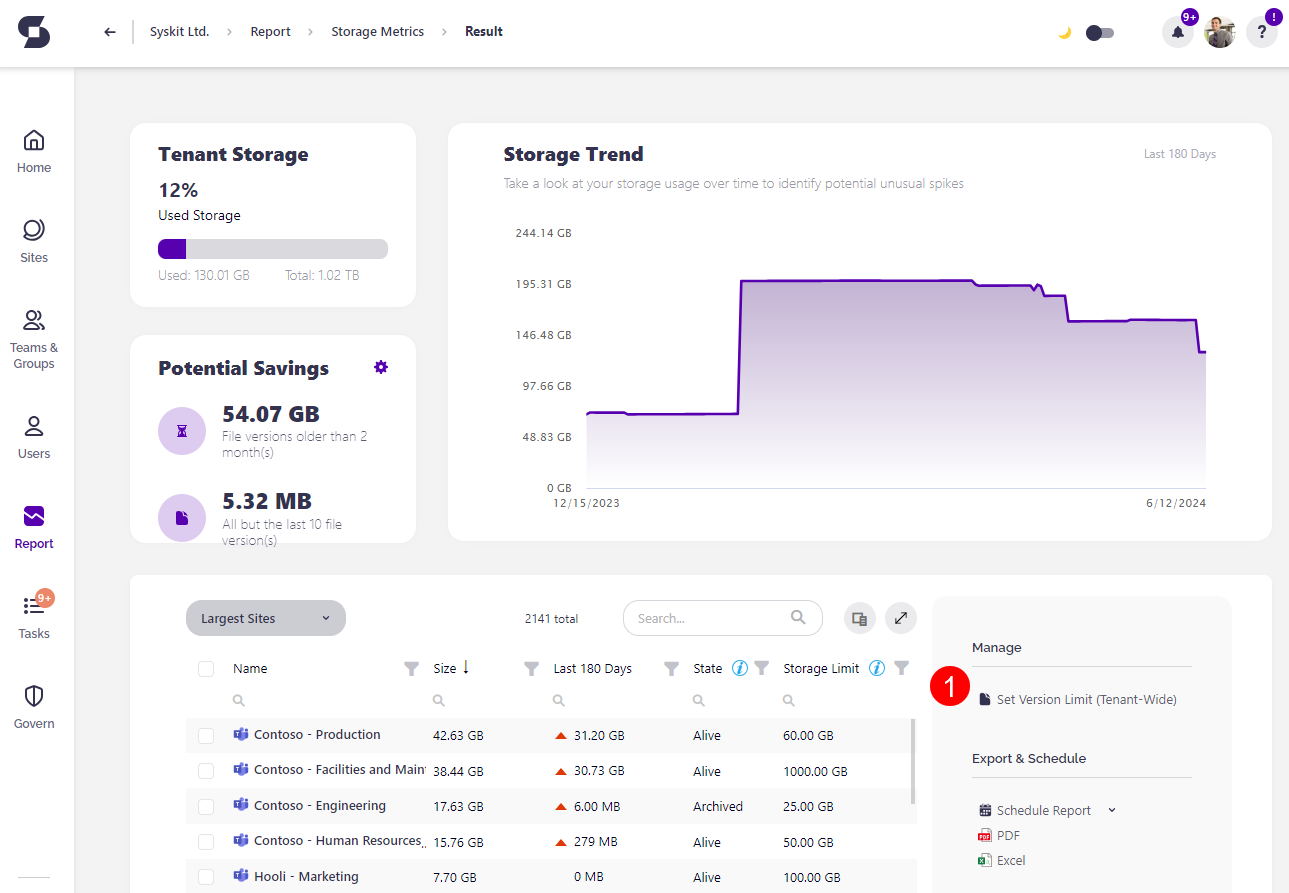 Syskit Ltd. > Report > Storage Metrics > Result
9+
!
?
Home
Sites
Teams &
Groups
Users
Report
9+
Tasks
Govern
Tenant Storage
12%
Used Storage
Used: 130.01 GB Total: 1.02 TB
Potential Savings
54.07 GB
File versions older than 2
month(s)
5.32 MB
All but the last 10 file
version(s)
Storage Trend
Last 180 Days
Take a look at your storage usage over time to identify potential unusual spikes
244.14 GB
195.31 GB
146.48 GB
97.66 GB
48.83 GB
0 GB
12/15/2023 6/12/2024
Largest Sites
2141 total
Search...
Name Size Last 180 Days State Storage Limit
Contoso - Production 42.63 GB 31.20 GB Alive 60.00 GB
Contoso - Facilities and Main 38.44 GB 30.73 GB Alive 1000.00 GB
Contoso - Engineering 17.63 GB 6.00 MB Archived 25.00 GB
Contoso - Human Resources 15.76 GB 279 MB Alive 50.00 GB
Hooli - Marketing 7.70 GB 0 MB Alive 100.00 GB
Manage
1
Set Version Limit (Tenant-Wide)
Export & Schedule
Schedule Report
PDF
Excel